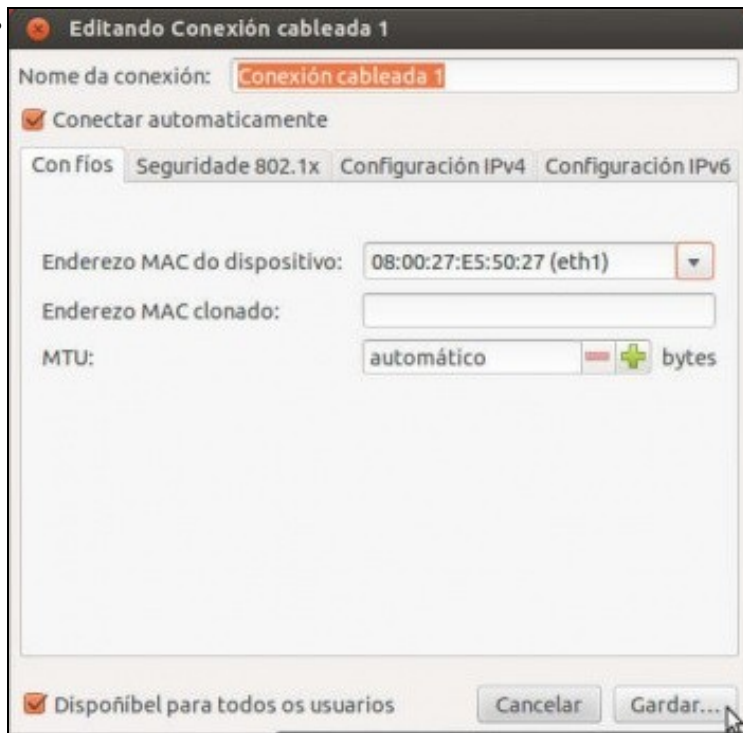 Editando Conexión cableada 1
Nome da conexión: Conexión cableada 1
Conectar automaticamente
Con fíos Seguridade 802.1x Configuración IPv4 Configuración IPv6
Enderezo MAC do dispositivo: 08:00:27:E5:50:27 (eth1)
Enderezo MAC clonado:
MTU: automático bytes
Dispoñíbel para todos os usuarios Cancelar Gardar...